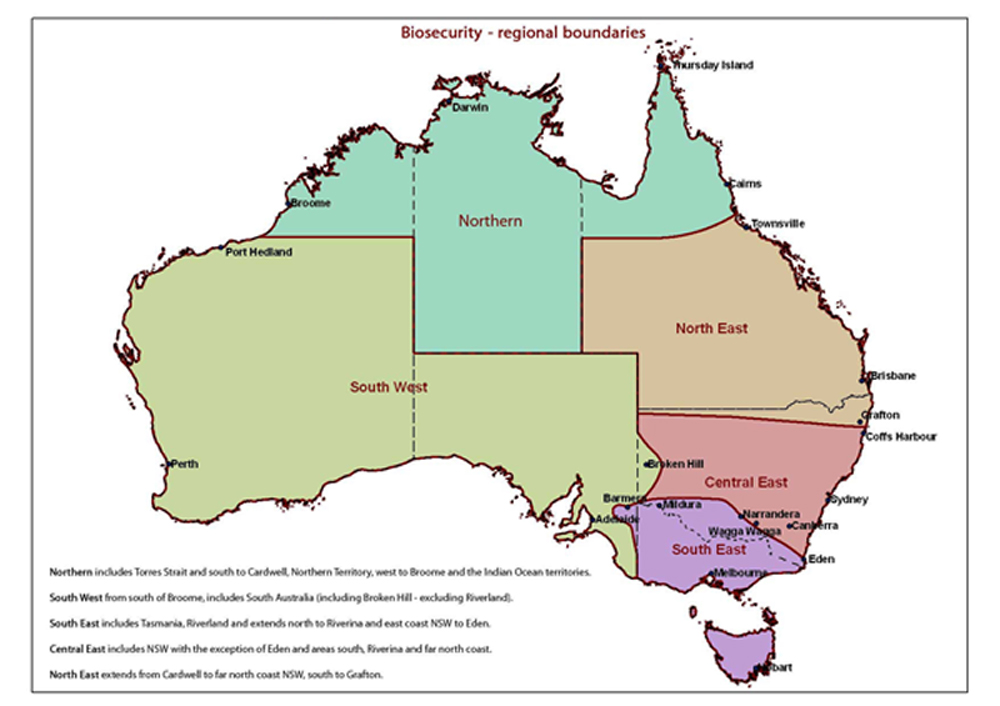 Biosecurity - regional boundaries
Thursday Island
Darwin
Cairns
Broome
Northern
Townsville
Port Hedland
North East
Brisbane
South West
Grafton
Coffs Harbour
Perth
Broken Hill
Central East
Barmera
Mildura
Sydney
Narrandera
Adelaide
Canberra
Wagga Wagga
South East
Eden
Melbourne
Northern includes Torres Strait and south to Cardwell, Northern Territory, west to Broome and the Indian Ocean territories.
South West from south of Broome, includes South Australia (including Broken Hill - excluding Riverland).
South East includes Tasmania, Riverland and extends north to Riverina and east coast NSW to Eden.
Central East includes NSW with the exception of Eden and areas south, Riverina and far north coast.
Hobart
North East extends from Cardwell to far north coast NSW, south to Grafton.